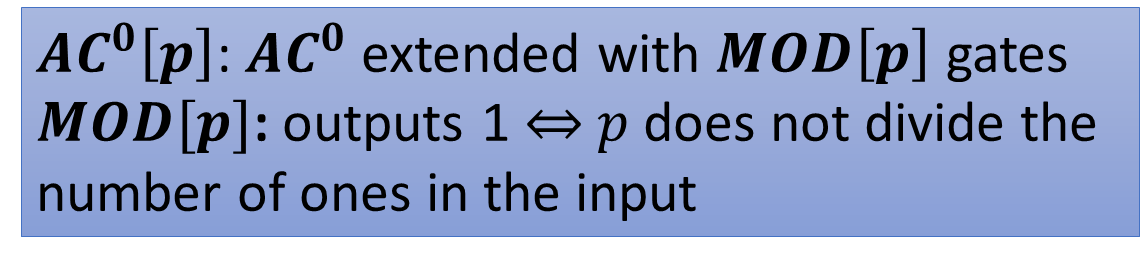 AC⁰[p]: AC⁰ extended with MOD[p] gates
MOD[p]: outputs 1 ⇔ p does not divide the
number of ones in the input